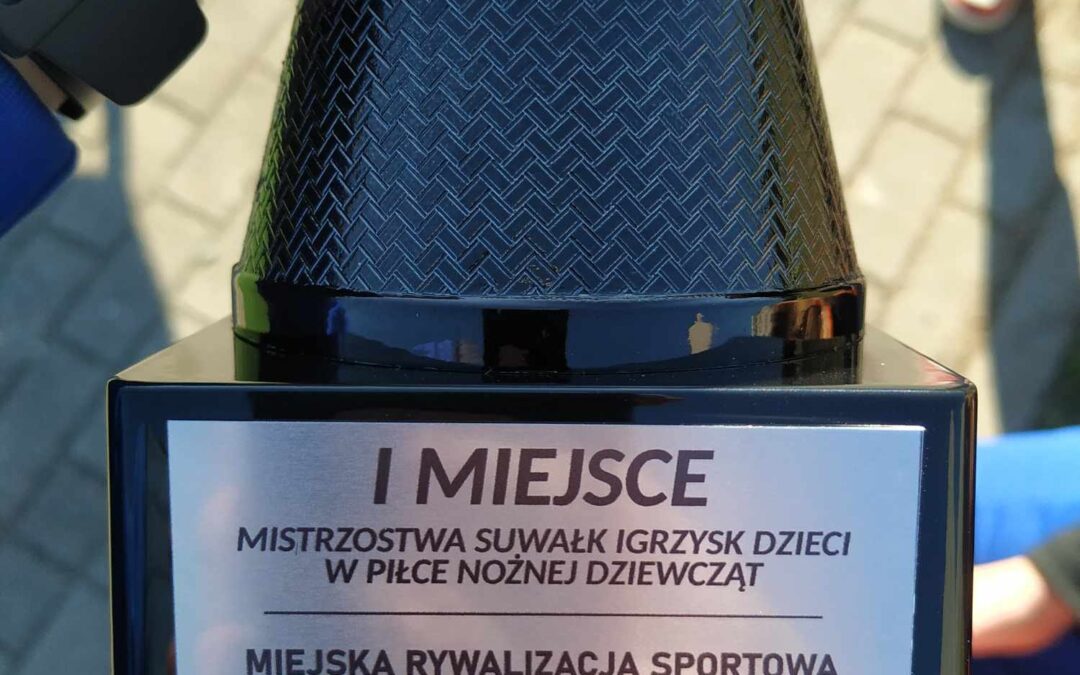 I MIEJSCE
MISTRZOSTWA SUWAŁK IGRZYSK DZIECI
W PIŁCE NOŻNEJ DZIEWCZĄT
MIEJSKA RYWALIZACJA SPORTOWA